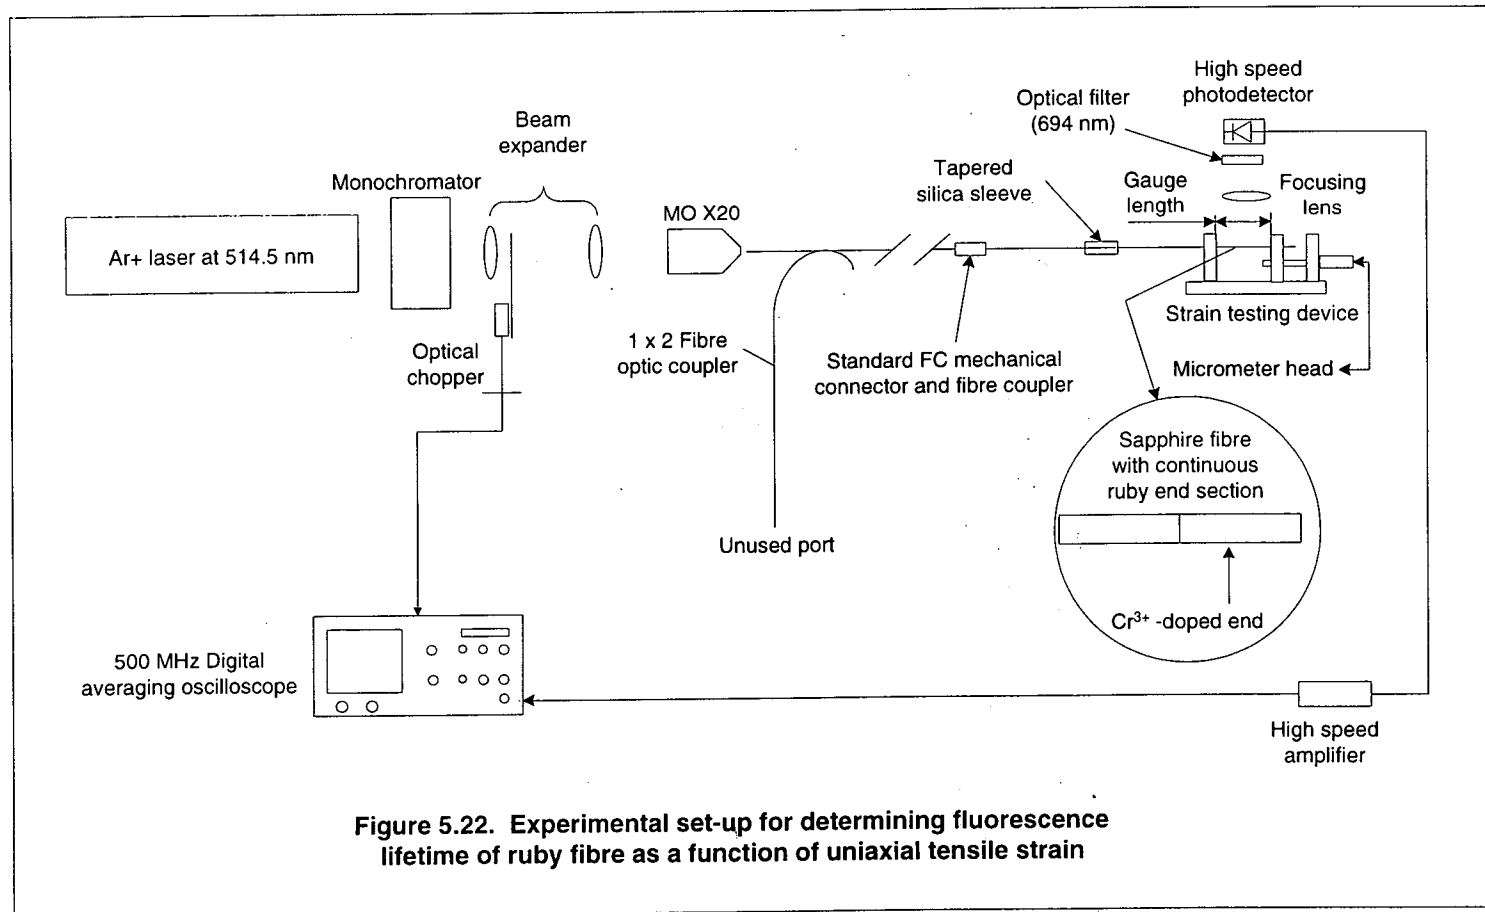 High speed
photodetector
Optical filter
(694 nm)
Beam
expander
Tapered
silica sleeve
Gauge
length
Focusing
lens
Monochromator
MO X20
Ar+ laser at 514.5 nm
Strain testing device
1 x 2 Fibre
optic coupler
Optical
chopper
Standard FC mechanical
connector and fibre coupler
Micrometer head
Sapphire fibre
with continuous
ruby end section
Unused port
Cr³⁺ -doped end
500 MHz Digital
averaging oscilloscope
High speed
amplifier
Figure 5.22. Experimental set-up for determining fluorescence
lifetime of ruby fibre as a function of uniaxial tensile strain